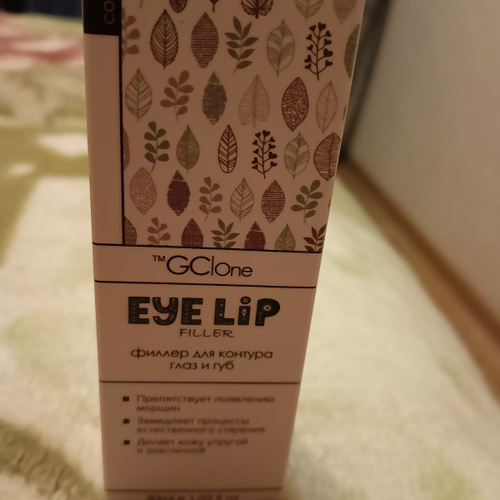 CO
™GClone
EYE LiP
FILLER
филлер для контура
глаз и губ
Препятствует появлению
морщин
Замедляет процессы
естественного старения
Делает кожу упругой
и эластичной